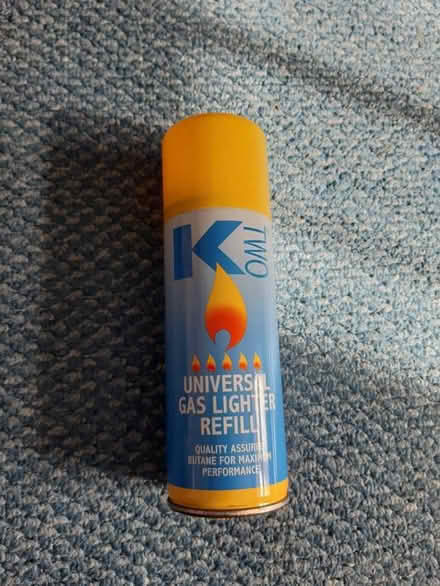 K TWO
UNIVERSAL
GAS LIGHTER
REFILL
QUALITY ASSURED
BUTANE FOR MAXIMUM
PERFORMANCE